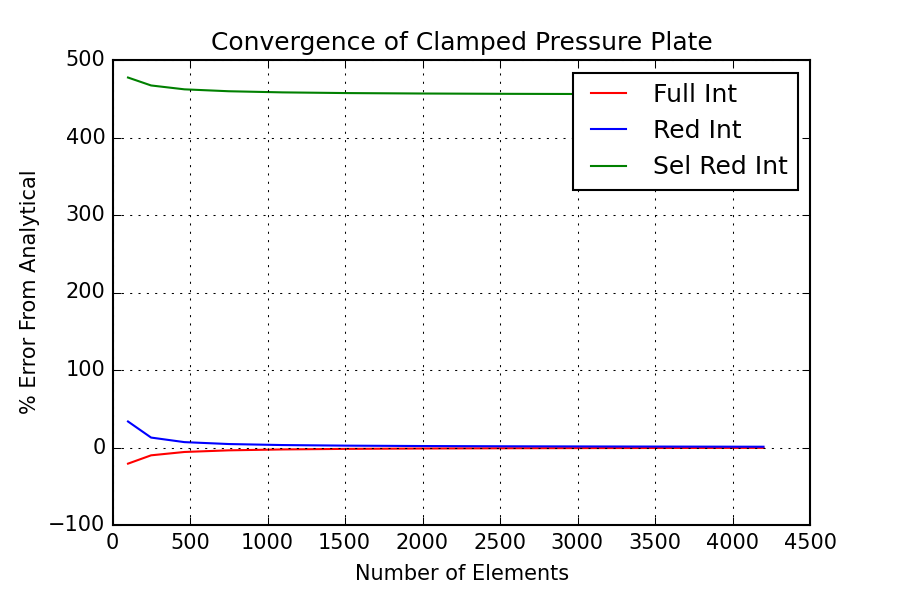 Convergence of Clamped Pressure Plate
500
400
300
200
100
0
−100
% Error From Analytical
Full Int
Red Int
Sel Red Int
0 500 1000 1500 2000 2500 3000 3500 4000 4500
Number of Elements